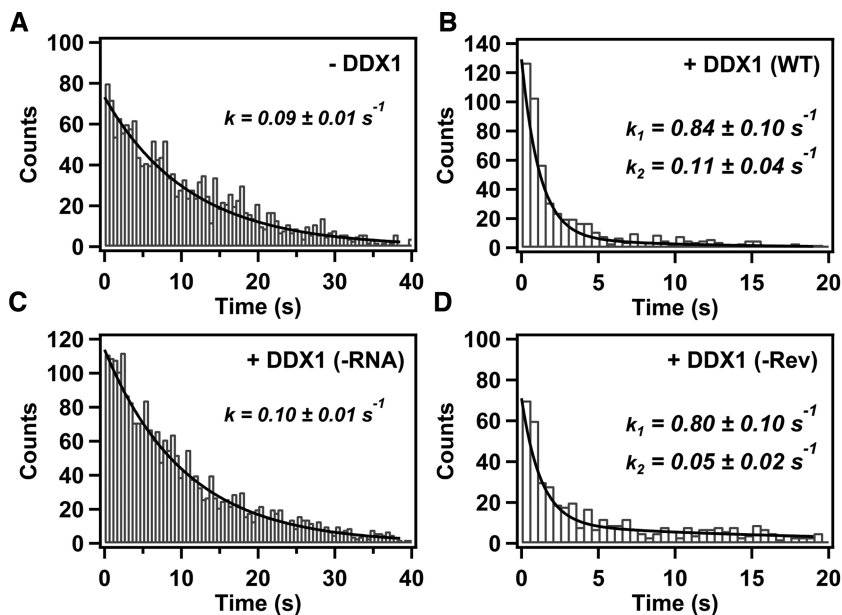 A
- DDX1
k = 0.09 ± 0.01 s⁻¹
Counts
100
80
60
40
20
0
0 10 20 30 40
Time (s)
B
+ DDX1 (WT)
k₁ = 0.84 ± 0.10 s⁻¹
k₂ = 0.11 ± 0.04 s⁻¹
Counts
140
120
100
80
60
40
20
0
0 5 10 15 20
Time (s)
C
+ DDX1 (-RNA)
k = 0.10 ± 0.01 s⁻¹
Counts
120
100
80
60
40
20
0
0 10 20 30 40
Time (s)
D
+ DDX1 (-Rev)
k₁ = 0.80 ± 0.10 s⁻¹
k₂ = 0.05 ± 0.02 s⁻¹
Counts
100
80
60
40
20
0
0 5 10 15 20
Time (s)